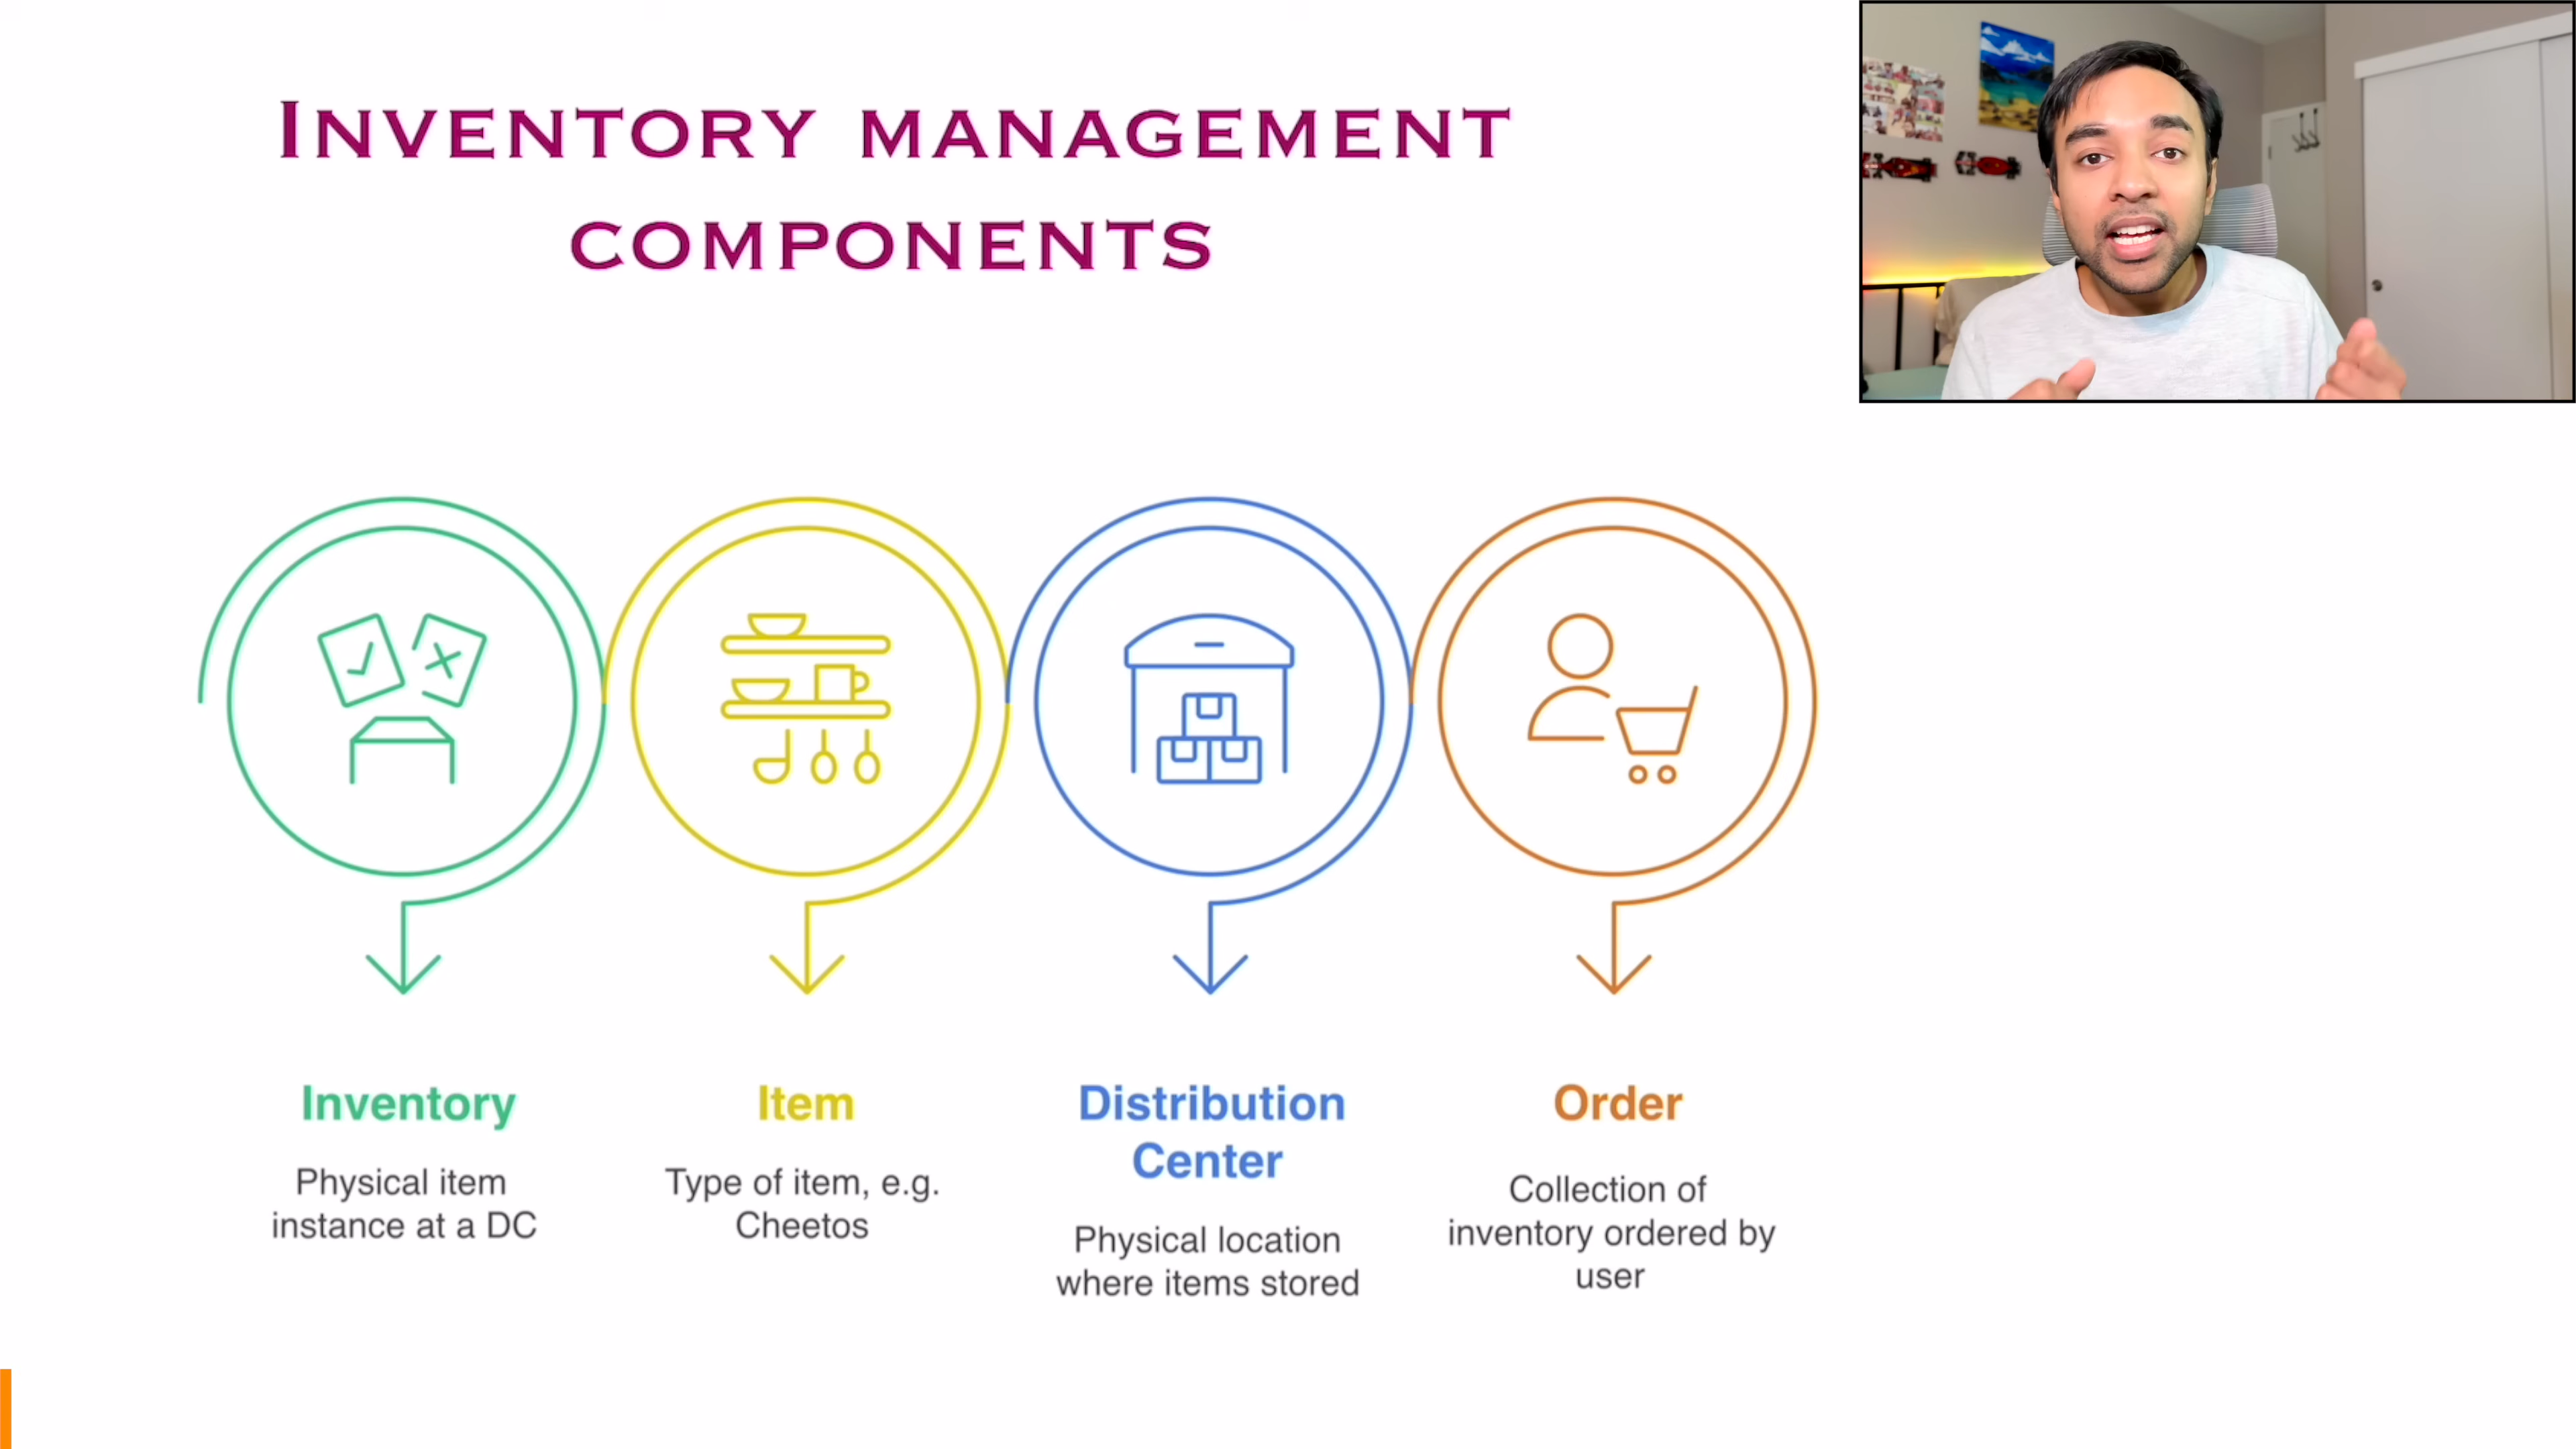 INVENTORY MANAGEMENT
COMPONENTS
Inventory
Physical item
instance at a DC
Item
Type of item, e.g.
Cheetos
Distribution
Center
Physical location
where items stored
Order
Collection of
inventory ordered by
user